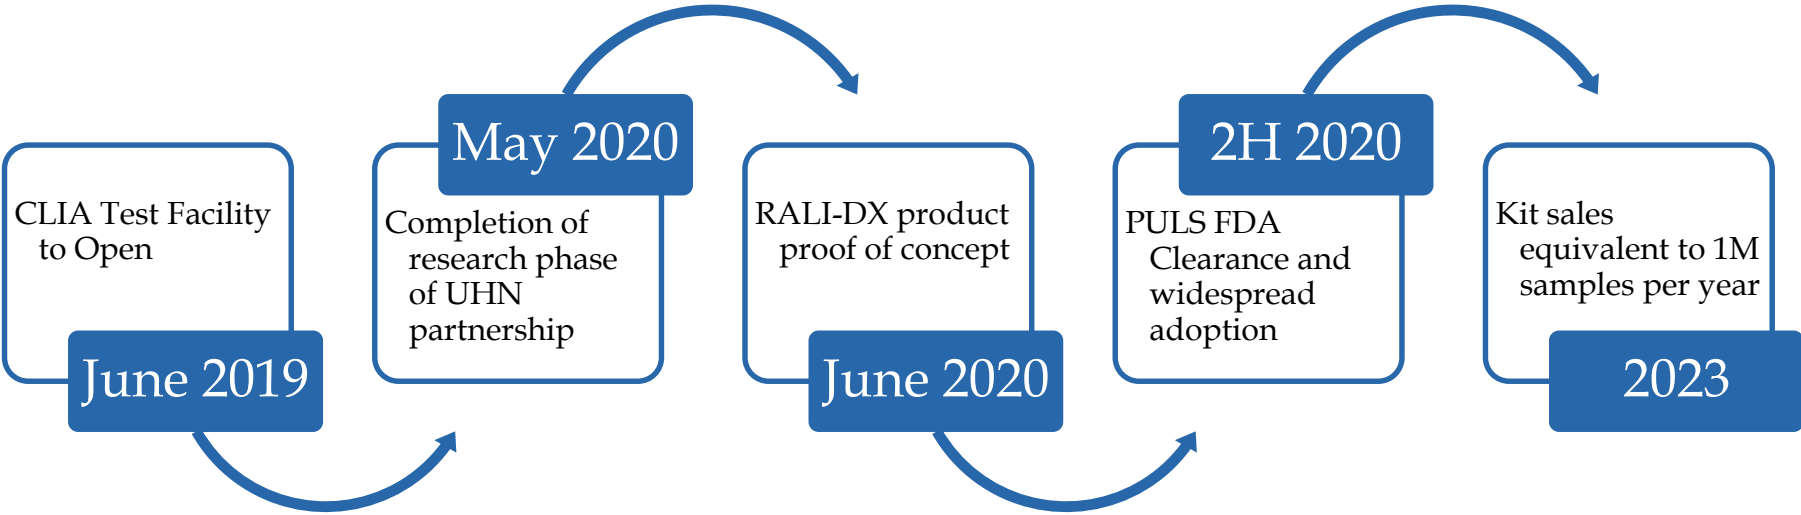 CLIA Test Facility
to Open
June 2019
May 2020
Completion of
research phase
of UHN
partnership
RALI-DX product
proof of concept
June 2020
2H 2020
PULS FDA
Clearance and
widespread
adoption
Kit sales
equivalent to 1M
samples per year
2023